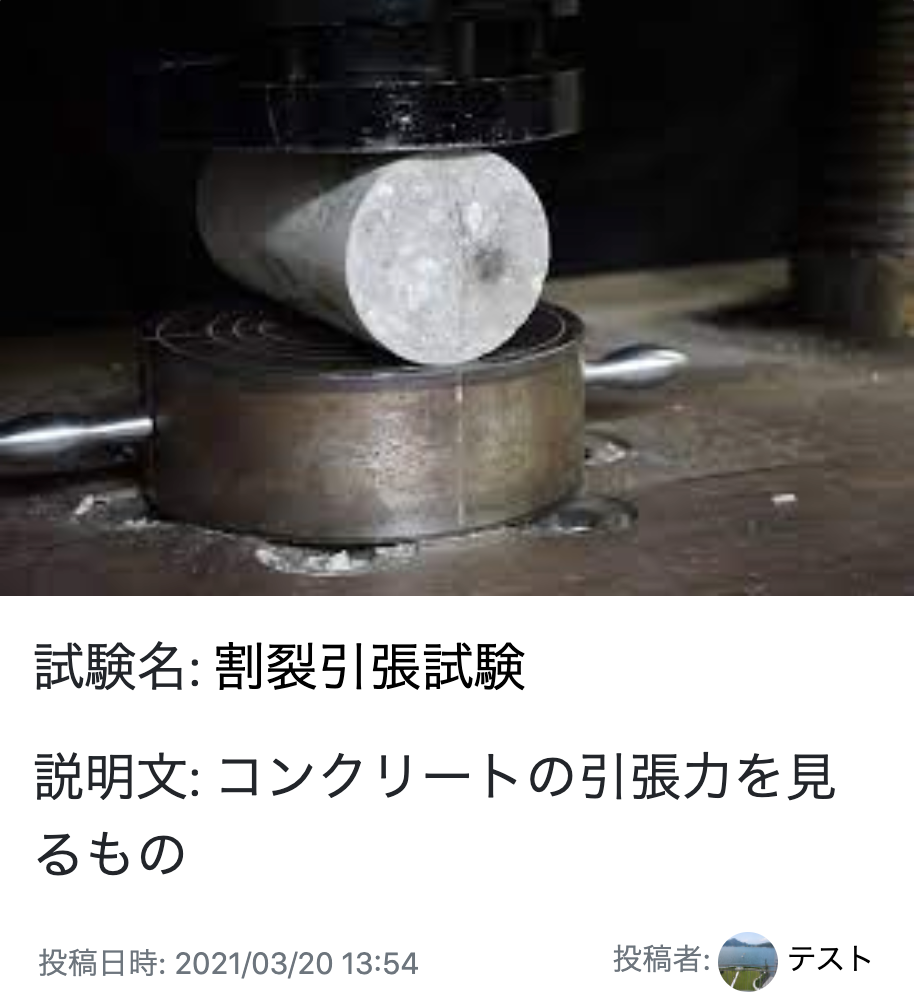 試験名: 割裂引張試験
説明文: コンクリートの引張力を見
るもの
投稿日時: 2021/03/20 13:54
投稿者: テスト